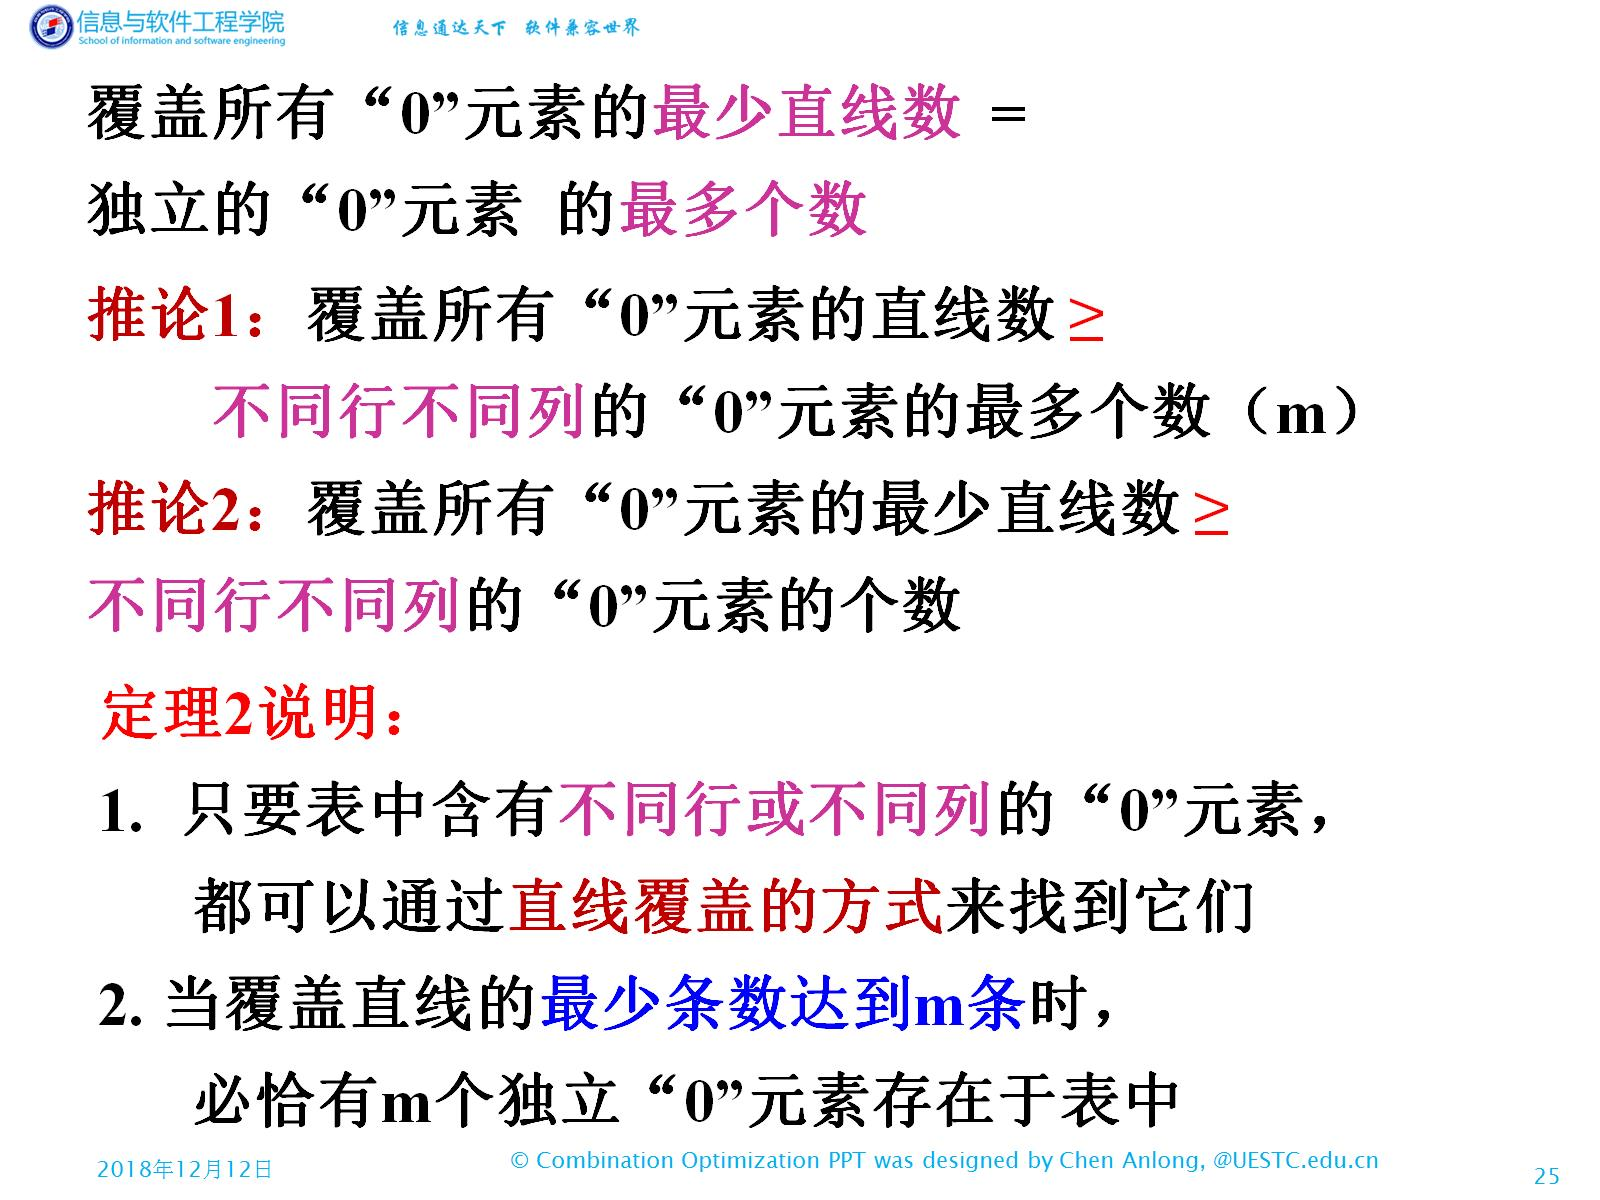 信息与软件工程学院
School of information and software engineering
信息通达天下 软件兼容世界
覆盖所有“0”元素的最少直线数 =
独立的“0”元素 的最多个数
推论1：覆盖所有“0”元素的直线数≥
不同行不同列的“0”元素的最多个数（m）
推论2：覆盖所有“0”元素的最少直线数≥
不同行不同列的“0”元素的个数
定理2说明：
1. 只要表中含有不同行或不同列的“0”元素，
都可以通过直线覆盖的方式来找到它们
2. 当覆盖直线的最少条数达到m条时，
必恰有m个独立“0”元素存在于表中
2018年12月12日
© Combination Optimization PPT was designed by Chen Anlong, @UESTC.edu.cn
25